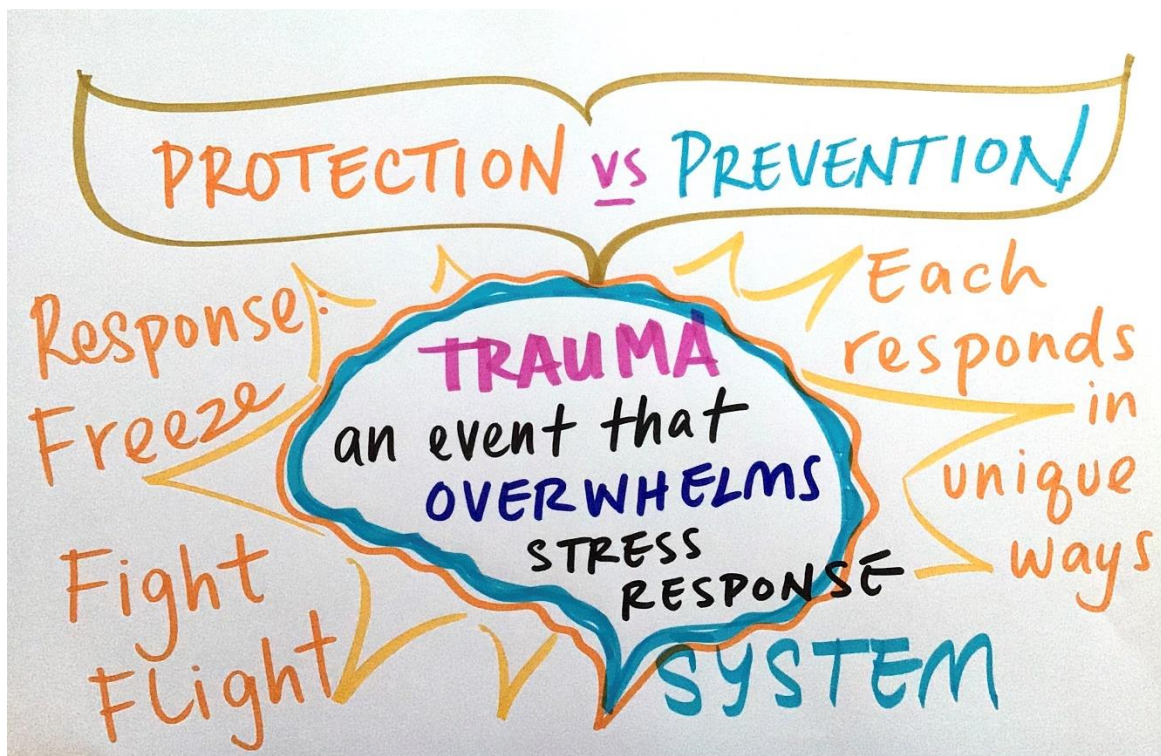 PROTECTION vs PREVENTION
Response:
Freeze
Fight
Flight
TRAUMA
an event that
OVERWHELMS
STRESS
RESPONSE
SYSTEM
Each
responds
in
unique
ways